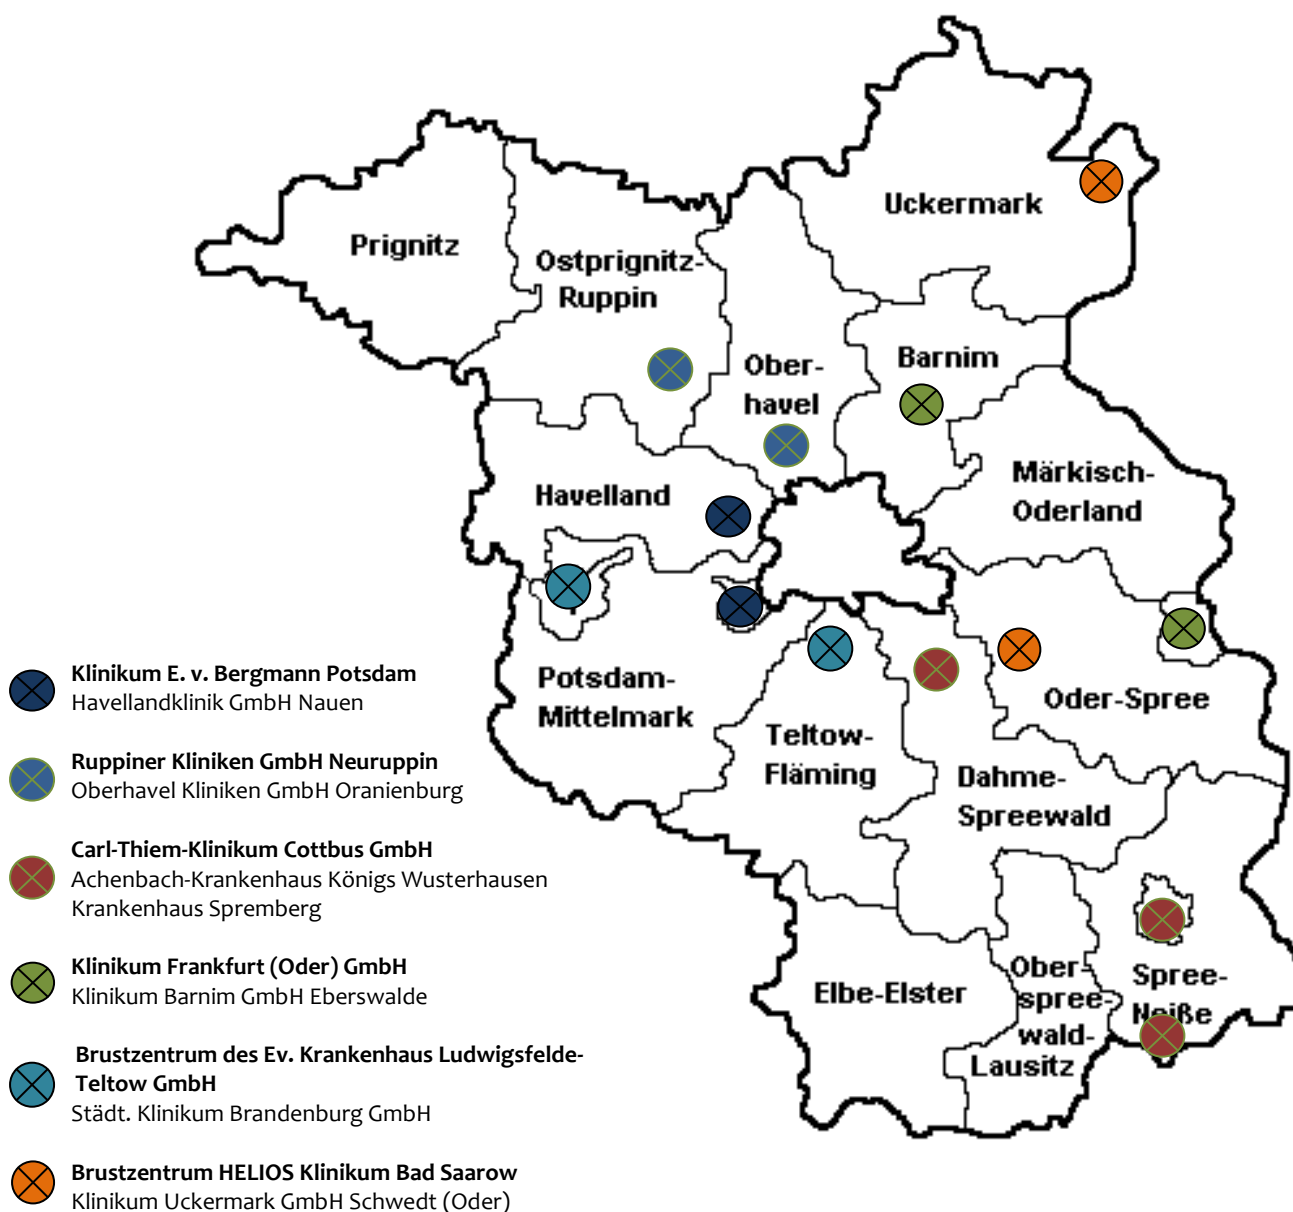 Uckermark
Prignitz
Ostprignitz-
Ruppin
Barnim
Ober-
havel
Märkisch-
Oderland
Havelland
Potsdam-
Mittelmark
Oder-Spree
Teltow-
Fläming
Dahme-
Spreewald
Elbe-Elster
Ober-
spree-
wald-
Lausitz
Spree-
Neiße
Klinikum E. v. Bergmann Potsdam
Havellandklinik GmbH Nauen
Ruppiner Kliniken GmbH Neuruppin
Oberhavel Kliniken GmbH Oranienburg
Carl-Thiem-Klinikum Cottbus GmbH
Achenbach-Krankenhaus Königs Wusterhausen
Krankenhaus Spremberg
Klinikum Frankfurt (Oder) GmbH
Klinikum Barnim GmbH Eberswalde
Brustzentrum des Ev. Krankenhaus Ludwigsfelde-
Teltow GmbH
Städt. Klinikum Brandenburg GmbH
Brustzentrum HELIOS Klinikum Bad Saarow
Klinikum Uckermark GmbH Schwedt (Oder)